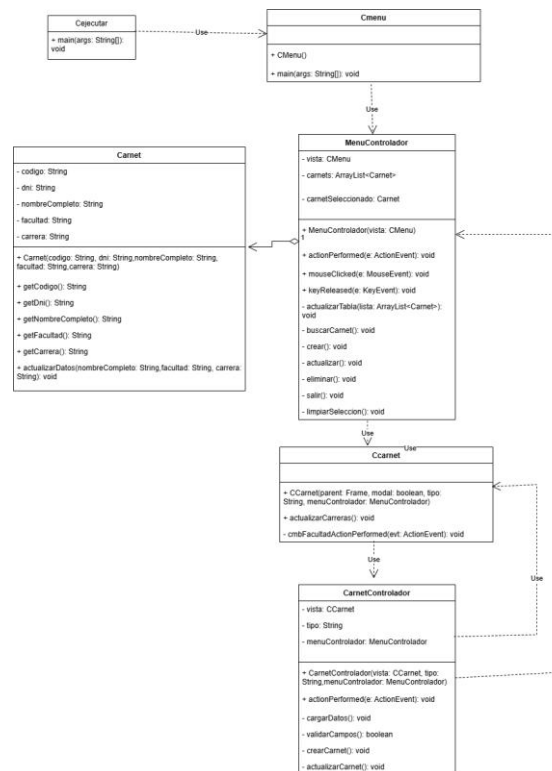 Cejecutar
+ main(args: String[]):
void
Use
Cmenu
+ CMenu()
+ main(args: String[]): void
Use
Carnet
- codigo: String
- dni: String
- nombreCompleto: String
- facultad: String
- carrera: String
+ Carnet(codigo: String, dni: String,nombreCompleto: String,
facultad: String,carrera: String)
+ getCodigo(): String
+ getDni(): String
+ getNombreCompleto(): String
+ getFacultad(): String
+ getCarrera(): String
+ actualizarDatos(nombreCompleto: String,facultad: String, carrera:
String): void
MenuControlador
- vista: CMenu
- carnets: ArrayList<Carnet>
- carnetSeleccionado: Carnet
+ MenuControlador(vista: CMenu)
1
+ actionPerformed(e: ActionEvent): void
+ mouseClicked(e: MouseEvent): void
+ keyReleased(e: KeyEvent): void
- actualizarTabla(lista: ArrayList<Carnet>):
void
- buscarCarnet(): void
- crear(): void
- actualizar(): void
- eliminar(): void
- salir(): void
- limpiarSeleccion(): void
Use
Use
Ccarnet
+ CCarnet(parent: Frame, modal: boolean, tipo:
String, menuControlador: MenuControlador)
+ actualizarCarreras(): void
- cmbFacultadActionPerformed(evt: ActionEvent): void
Use
Use
CarnetControlador
- vista: CCarnet
- tipo: String
- menuControlador: MenuControlador
+ CarnetControlador(vista: CCarnet, tipo:
String,menuControlador: MenuControlador)
+ actionPerformed(e: ActionEvent): void
- cargarDatos(): void
- validarCampos(): boolean
- crearCarnet(): void
- actualizarCarnet(): void